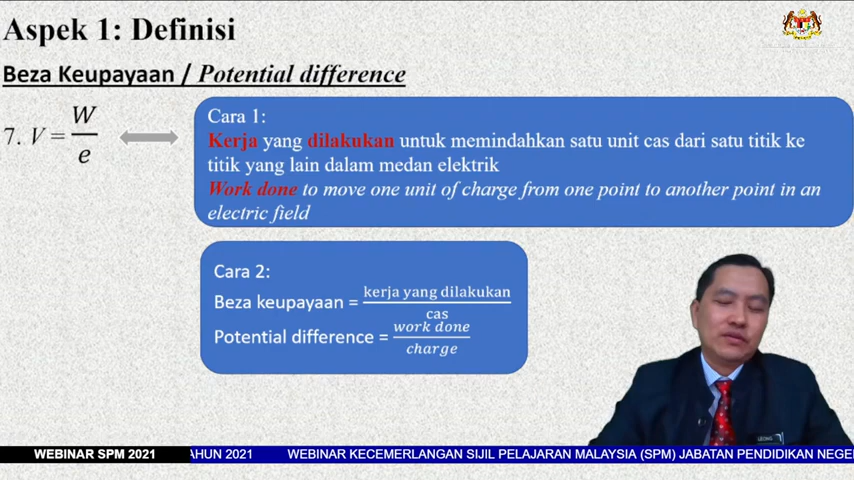 Aspek 1: Definisi
Beza Keupayaan / Potential difference
7. V = W/e
Cara 1:
Kerja yang dilakukan untuk memindahkan satu unit cas dari satu titik ke
titik yang lain dalam medan elektrik
Work done to move one unit of charge from one point to another point in an
electric field
Cara 2:
Beza keupayaan = kerja yang dilakukan/cas
Potential difference = work done/charge
LEONG
WEBINAR SPM 2021
AHUN 2021 WEBINAR KECEMERLANGAN SIJIL PELAJARAN MALAYSIA (SPM) JABATAN PENDIDIKAN NEGE